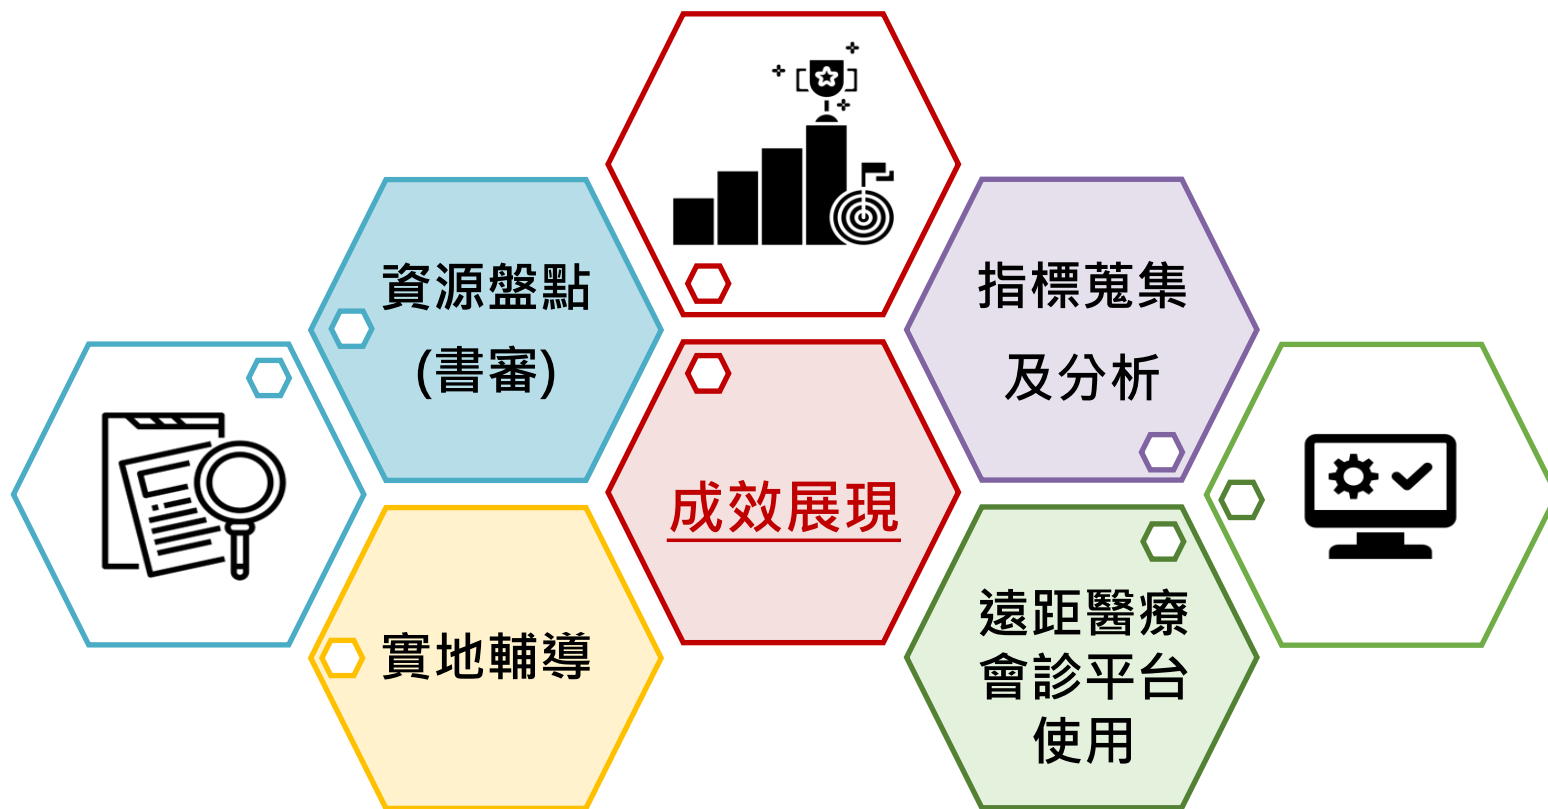 資源盤點
(書審)
實地輔導
成效展現
指標蒐集
及分析
遠距醫療
會診平台
使用